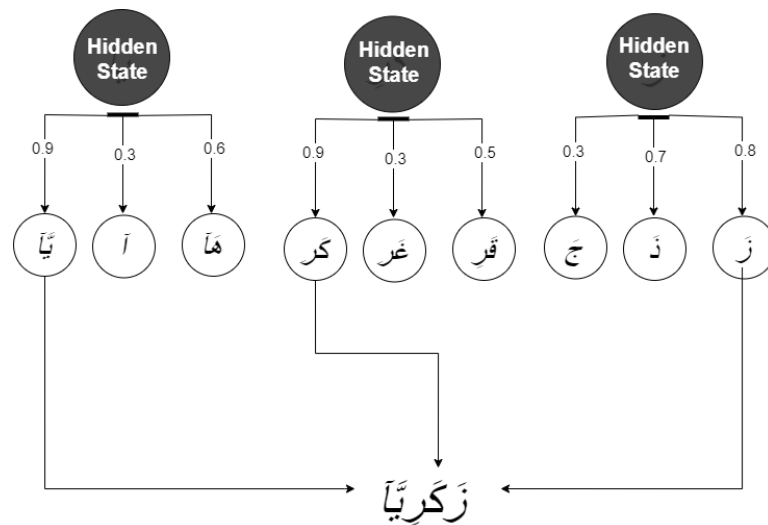 Hidden State
Hidden State
Hidden State
0.9
0.3
0.6
0.9
0.3
0.5
0.3
0.7
0.8
يَّآ
آ
هَآ
كَر
غَر
قَرِ
جَ
ذَ
زَ
زَكَرِيَّآ